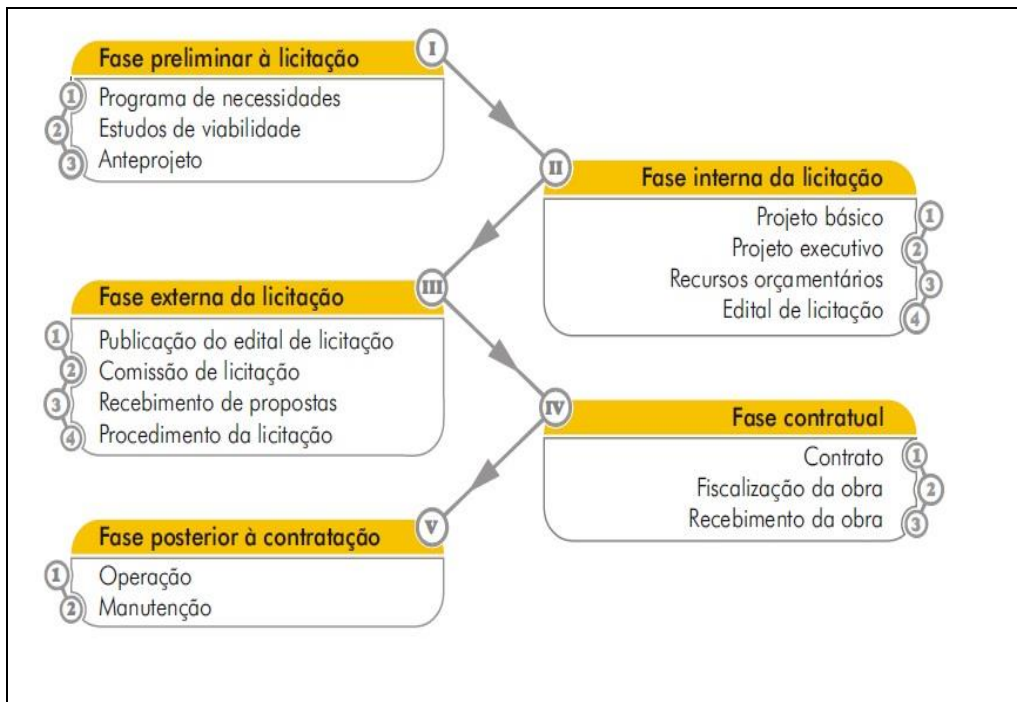 I
Fase preliminar à licitação
1 Programa de necessidades
2 Estudos de viabilidade
3 Anteprojeto
II
Fase interna da licitação
Projeto básico 1
Projeto executivo 2
Recursos orçamentários 3
Edital de licitação 4
III
Fase externa da licitação
1 Publicação do edital de licitação
2 Comissão de licitação
3 Recebimento de propostas
4 Procedimento da licitação
IV
Fase contratual
Contrato 1
Fiscalização da obra 2
Recebimento da obra 3
V
Fase posterior à contratação
1 Operação
2 Manutenção